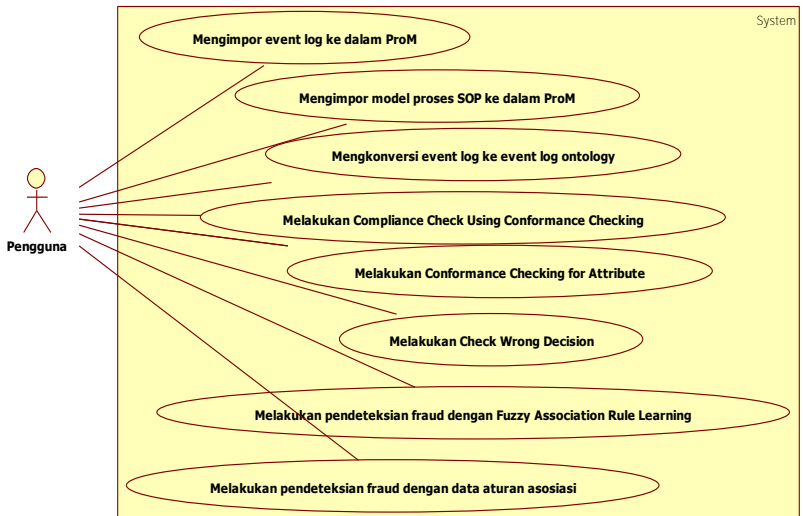 System
Mengimpor event log ke dalam ProM
Mengimpor model proses SOP ke dalam ProM
Mengkonversi event log ke event log ontology
Melakukan Compliance Check Using Conformance Checking
Pengguna
Melakukan Conformance Checking for Attribute
Melakukan Check Wrong Decision
Melakukan pendeteksian fraud dengan Fuzzy Association Rule Learning
Melakukan pendeteksian fraud dengan data aturan asosiasi